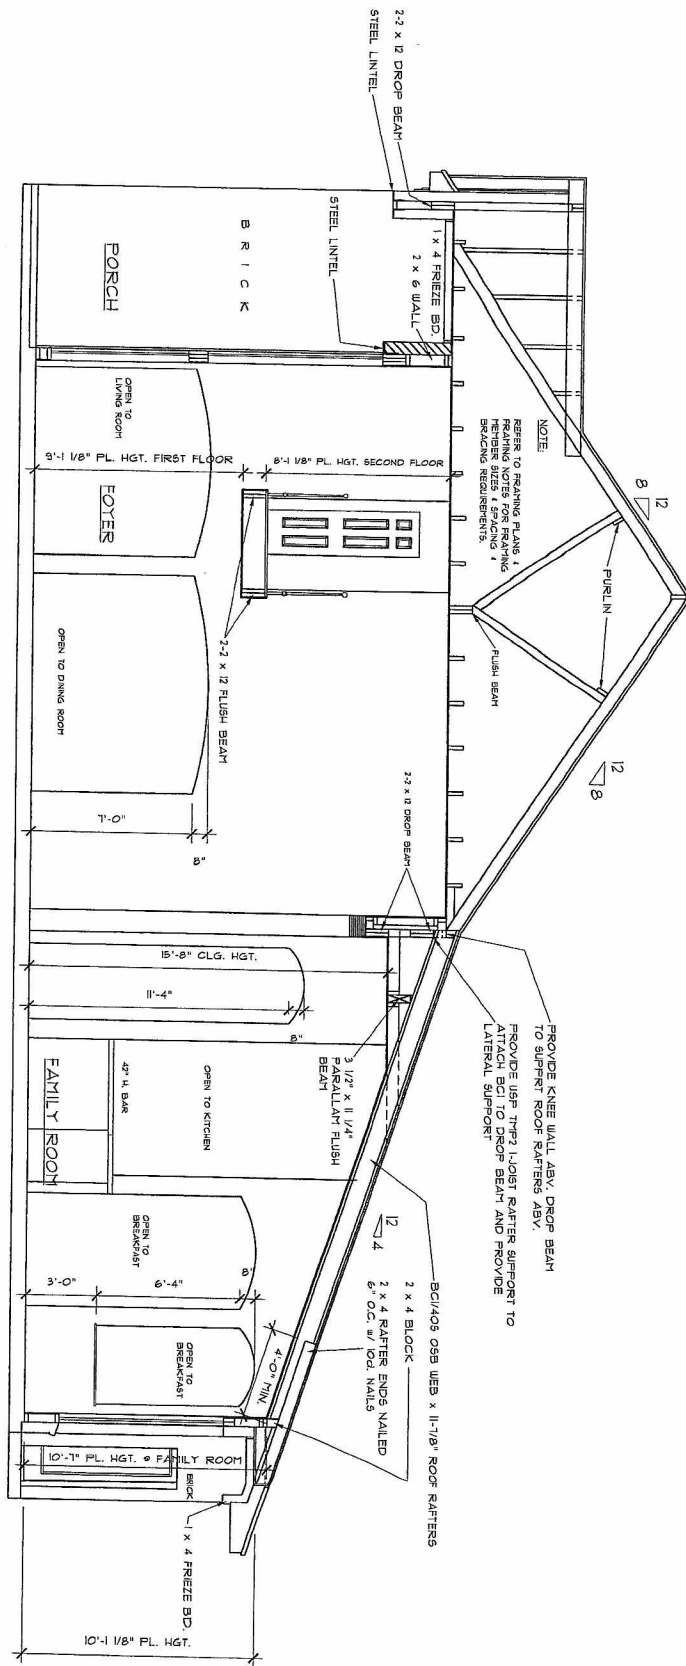 2-2 x 12 DROP BEAM
STEEL LINTEL
1 x 4 FRIEZE BD.
2 x 6 WALL
STEEL LINTEL
BRICK
PORCH
NOTE:
REFER TO FRAMING PLANS &
FRAMING NOTES FOR FRAMING
MEMBER SIZES & SPACING &
BRACING REQUIREMENTS.
12
8
PURLIN
FLUSH BEAM
12
8
OPEN TO
LIVING ROOM
9'-1 1/8" PL. HGT. FIRST FLOOR
8'-1 1/8" PL. HGT. SECOND FLOOR
FOYER
2-2 x 12 FLUSH BEAM
OPEN TO DINING ROOM
7'-0"
8"
2-2 x 12 DROP BEAM
PROVIDE KNEE WALL ABV. DROP BEAM
TO SUPPRT ROOF RAFTERS ABV.
PROVIDE USP TMP2 I-JOIST RAFTER SUPPORT TO
ATTACH BCI TO DROP BEAM AND PROVIDE
LATERAL SUPPORT
15'-8" CLG. HGT.
11'-4"
8"
3 1/2" x 11 1/4"
PARALLAM FLUSH
BEAM
OPEN TO KITCHEN
42" H. BAR
FAMILY ROOM
12
4
BCI/40S OSB WEB x 11-7/8" ROOF RAFTERS
2 x 4 BLOCK
2 x 4 RAFTER ENDS NAILED
6" O.C. W/ 10d. NAILS
OPEN TO
BREAKFAST
3'-0"
6'-4"
8"
OPEN TO
BREAKFAST
4'-0" MIN.
10'-7" PL. HGT. @ FAMILY ROOM
BRICK
1 x 4 FRIEZE BD.
10'-1 1/8" PL. HGT.